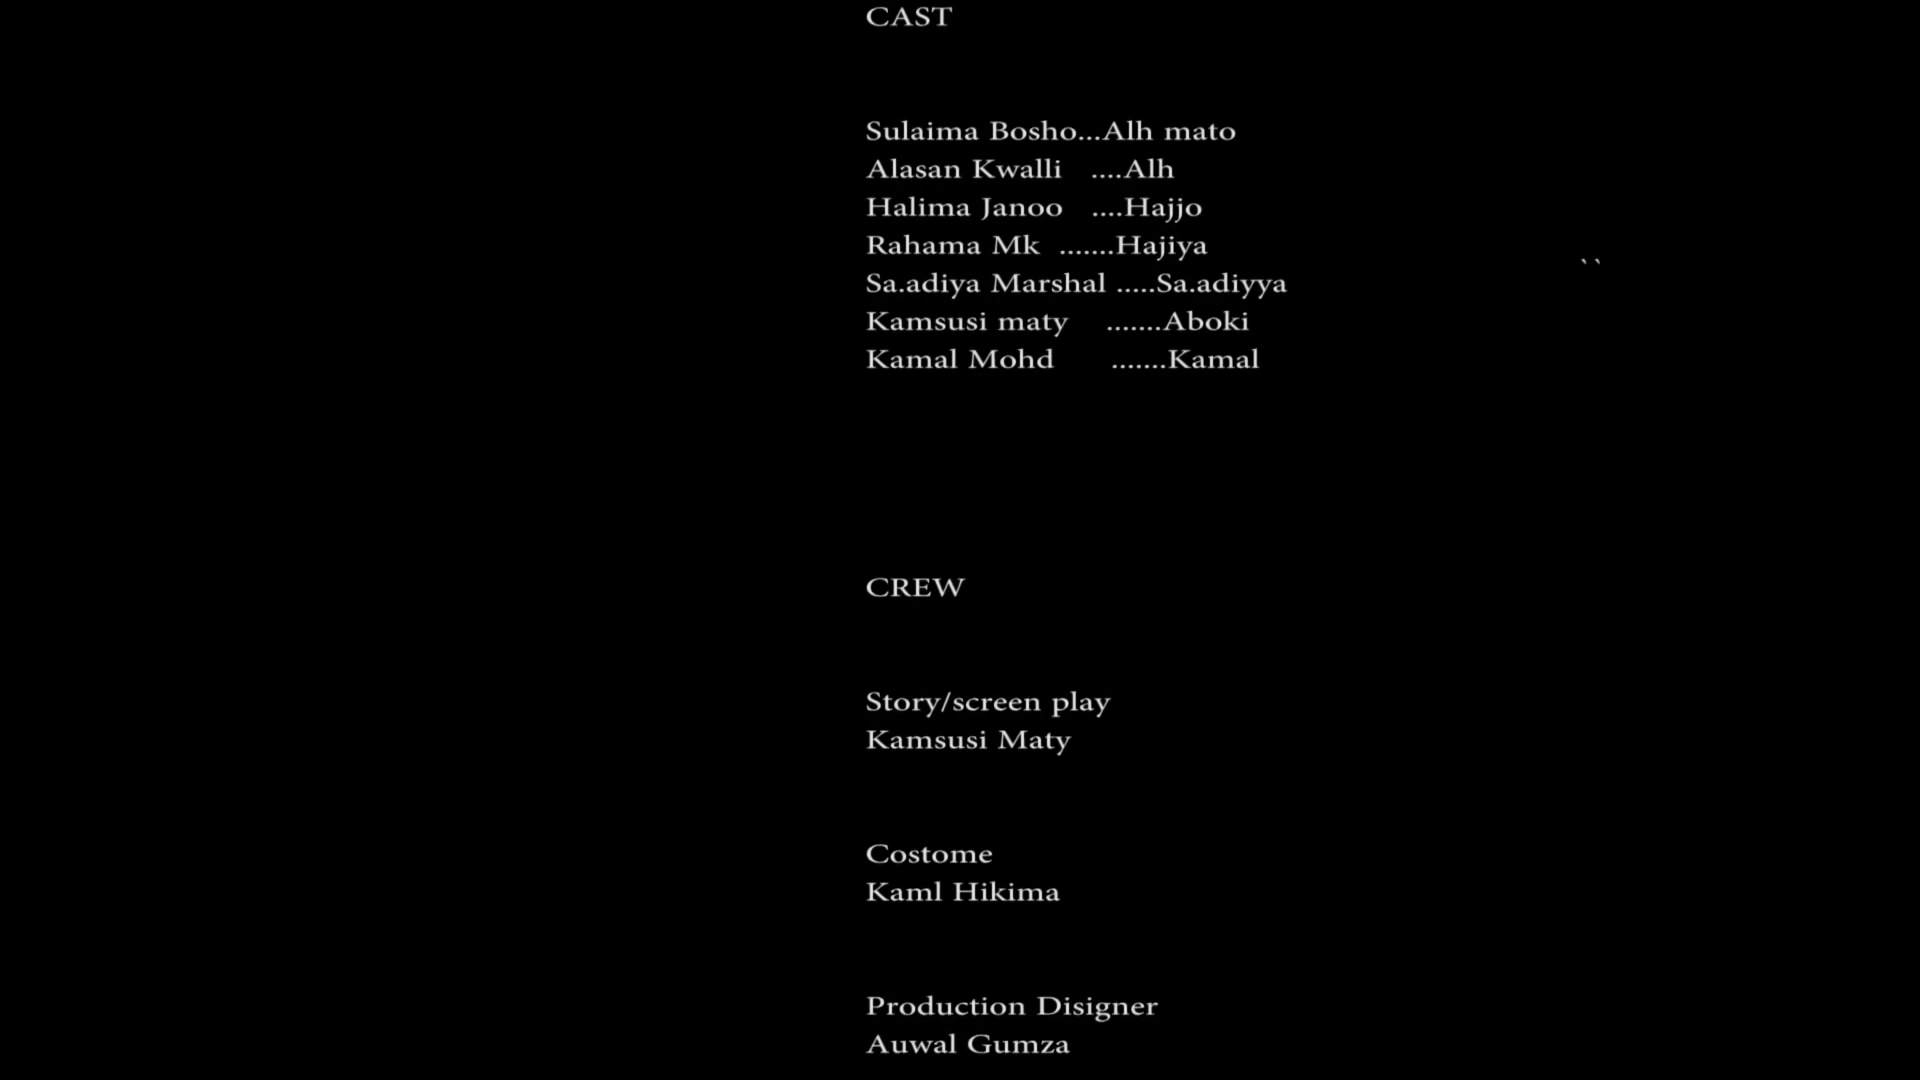 CAST
Sulaima Bosho...Alh mato
Alasan Kwalli ....Alh
Halima Janoo ....Hajjo
Rahama Mk .......Hajiya
``
Sa.adiya Marshal .....Sa.adiyya
Kamsusi maty .......Aboki
Kamal Mohd .......Kamal
CREW
Story/screen play
Kamsusi Maty
Costome
Kaml Hikima
Production Disigner
Auwal Gumza